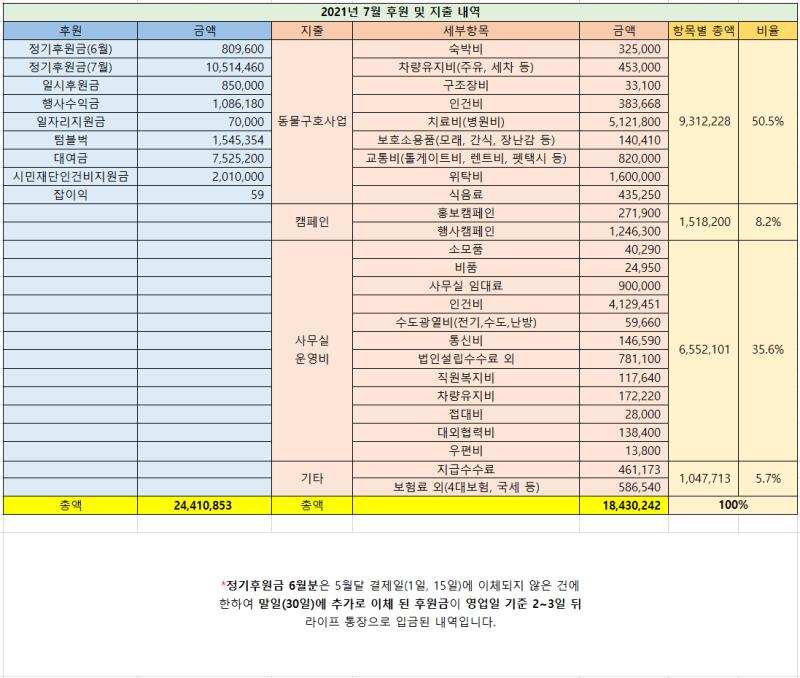 2021년 7월 후원 및 지출 내역
후원 금액 지출 세부항목 금액 항목별 총액 비율
정기후원금(6월) 809,600 동물구호사업 숙박비 325,000 9,312,228 50.5%
정기후원금(7월) 10,514,460 차량유지비(주유, 세차 등) 453,000
일시후원금 850,000 구조장비 33,100
행사수익금 1,086,180 인건비 383,668
일자리지원금 70,000 치료비(병원비) 5,121,800
텀블벅 1,545,354 보호소용품(모래, 간식, 장난감 등) 140,410
대여금 7,525,200 교통비(톨게이트비, 렌트비, 펫택시 등) 820,000
시민재단인건비지원금 2,010,000 위탁비 1,600,000
잡이익 59 식음료 435,250
캠페인 홍보캠페인 271,900 1,518,200 8.2%
행사캠페인 1,246,300
사무실 운영비 소모품 40,290 6,552,101 35.6%
비품 24,950
사무실 임대료 900,000
인건비 4,129,451
수도광열비(전기,수도,난방) 59,660
통신비 146,590
법인설립수수료 외 781,100
직원복지비 117,640
차량유지비 172,220
접대비 28,000
대외협력비 138,400
우편비 13,800
기타 지급수수료 461,173 1,047,713 5.7%
보험료 외(4대보험, 국세 등) 586,540
총액 24,410,853 총액 18,430,242 100%
*정기후원금 6월분은 5월달 결제일(1일, 15일)에 이체되지 않은 건에
한하여 말일(30일)에 추가로 이체 된 후원금이 영업일 기준 2~3일 뒤
라이프 통장으로 입금된 내역입니다.